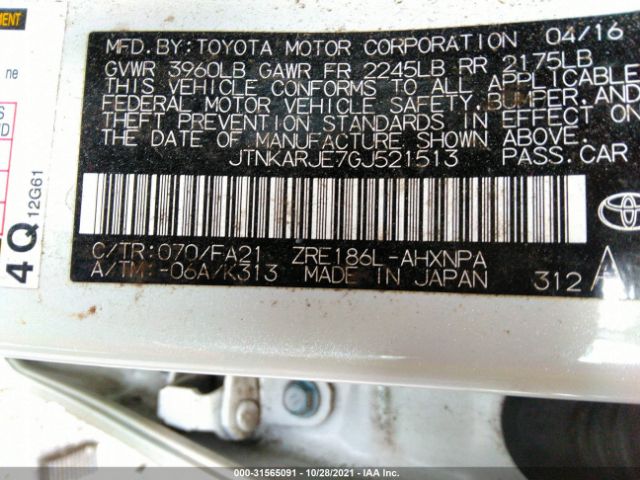 MFD.BY: TOYOTA MOTOR CORPORATION 04/16
GVWR 3960LB GAWR FR 2245LB RR 2175LB
THIS VEHICLE CONFORMS TO ALL APPLICABLE
FEDERAL MOTOR VEHICLE SAFETY, BUMPER, AND
THEFT PREVENTION STANDARDS IN EFFECT ON
THE DATE OF MANUFACTURE SHOWN ABOVE.
JTNKARJE7GJ521513 PASS. CAR
C/TR: 070/FA21 ZRE186L-AHXNPA
A/TM: -06A/K313 MADE IN JAPAN 312 A
TOYOTA
ne
4Q 12G61
000-31565091 - 10/28/2021 - IAA Inc.